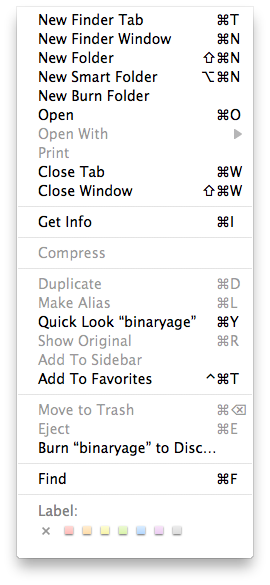 New Finder Tab ⌘T
New Finder Window ⌘N
New Folder ⇧⌘N
New Smart Folder ⌥⌘N
New Burn Folder
Open ⌘O
Open With ▶
Print
Close Tab ⌘W
Close Window ⇧⌘W
Get Info ⌘I
Compress
Duplicate ⌘D
Make Alias ⌘L
Quick Look “binaryage” ⌘Y
Show Original ⌘R
Add To Sidebar
Add To Favorites ^⌘T
Move to Trash ⌘⌫
Eject ⌘E
Burn “binaryage” to Disc…
Find ⌘F
Label:
×